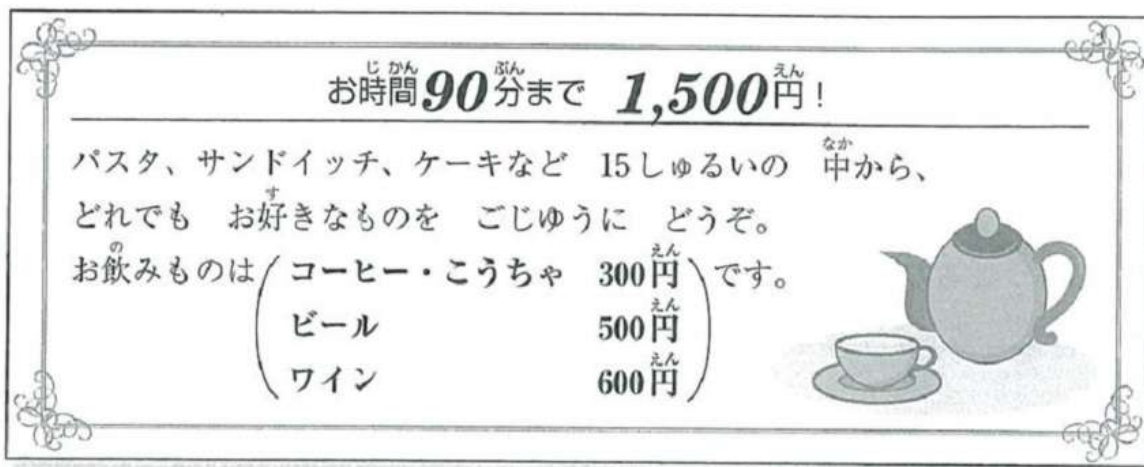 お時間90分まで 1,500円！
パスタ、サンドイッチ、ケーキなど 15しゅるいの 中から、
どれでも お好きなものを ごじゆうに どうぞ。
お飲みものは(コーヒー・こうちゃ 300円)です。
ビール 500円
ワイン 600円